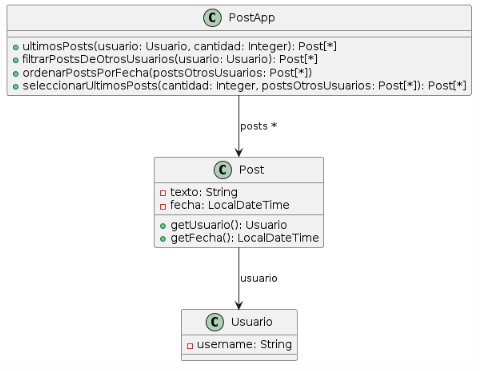 C PostApp
ultimosPosts(usuario: Usuario, cantidad: Integer): Post[*]
filtrarPostsDeOtrosUsuarios(usuario: Usuario): Post[*]
ordenarPostsPorFecha(postsOtrosUsuarios: Post[*])
seleccionarUltimosPosts(cantidad: Integer, postsOtrosUsuarios: Post[*]): Post[*]
posts *
C Post
texto: String
fecha: LocalDateTime
getUsuario(): Usuario
getFecha(): LocalDateTime
usuario
C Usuario
username: String